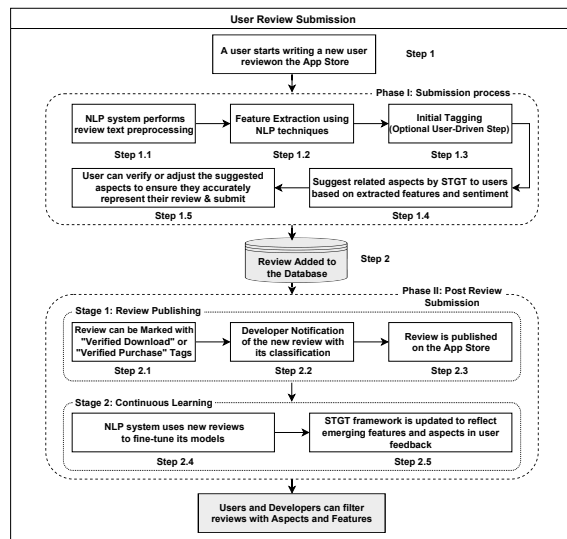 User Review Submission
A user starts writing a new user
reviewon the App Store
Step 1
Phase I: Submission process
NLP system performs
review text preprocessing
Feature Extraction using
NLP techniques
Initial Tagging
(Optional User-Driven Step)
Step 1.1
Step 1.2
Step 1.3
User can verify or adjust the suggested
aspects to ensure they accurately
represent their review & submit
Suggest related aspects by STGT to users
based on extracted features and sentiment
Step 1.5
Step 1.4
Review Added to
the Database
Step 2
Phase II: Post Review
Submission
Stage 1: Review Publishing
Review can be Marked with
"Verified Download" or
"Verified Purchase" Tags
Developer Notification
of the new review with
its classification
Review is published
on the App Store
Step 2.1
Step 2.2
Step 2.3
Stage 2: Continuous Learning
NLP system uses new reviews
to fine-tune its models
STGT framework is updated to reflect
emerging features and aspects in user
feedback
Step 2.4
Step 2.5
Users and Developers can filter
reviews with Aspects and Features